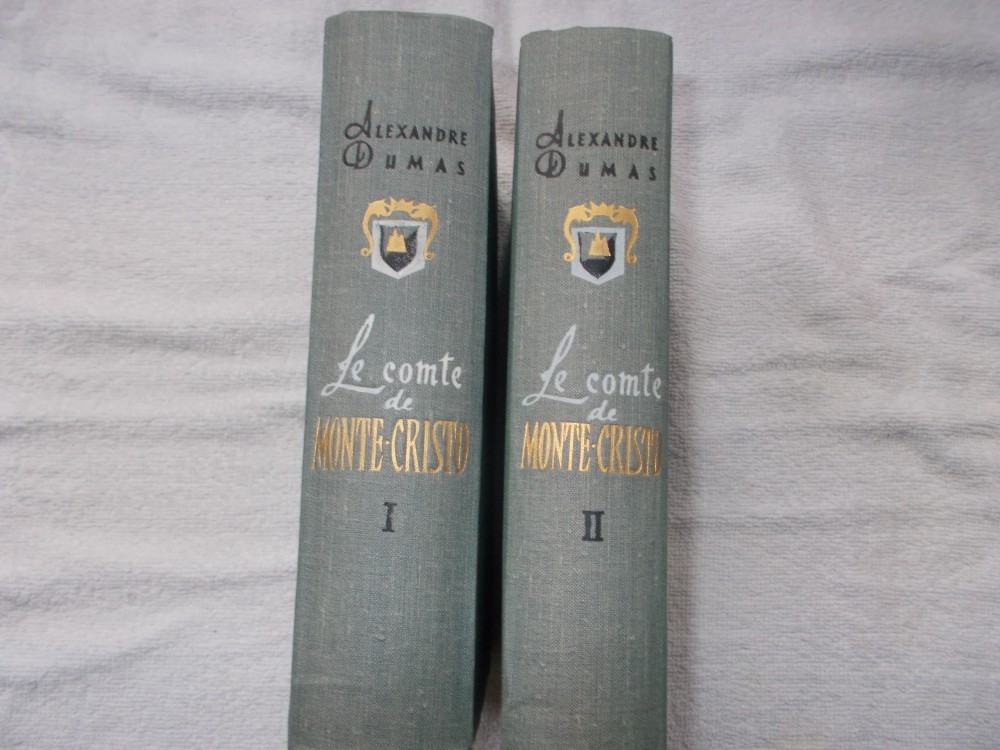 ALEXANDRE
DUMAS
Le comte
de
MONTE-CRISTO
I
ALEXANDRE
DUMAS
Le comte
de
MONTE-CRISTO
II